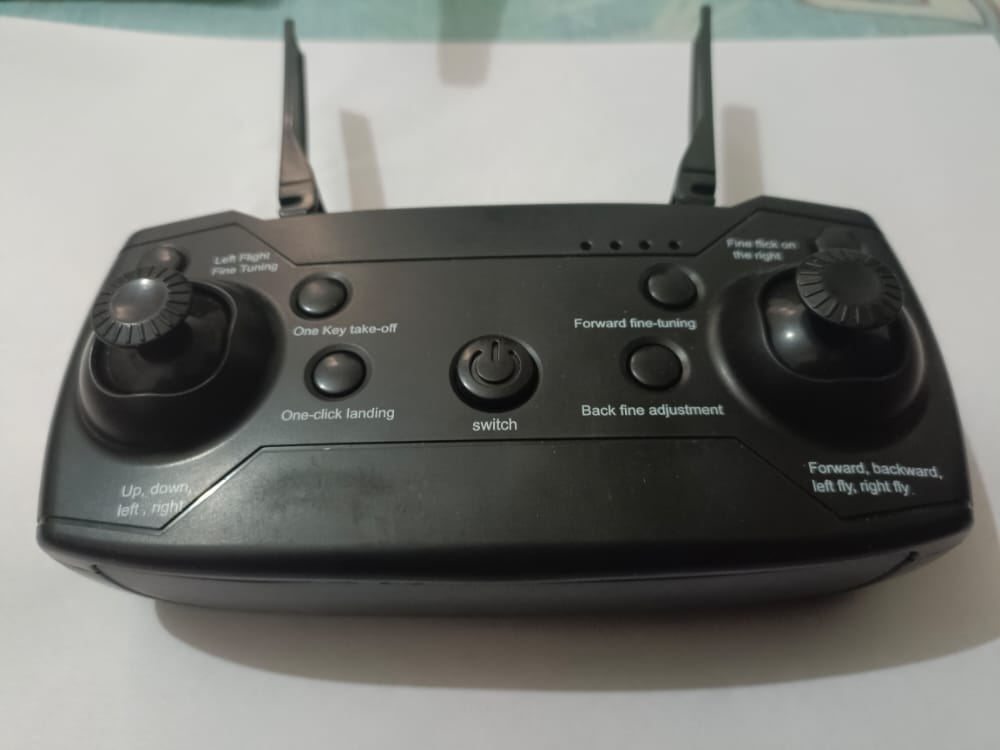 Left Flight
Fine Tuning
Fine flick on
the right
One Key take-off
Forward fine-tuning
One-click landing
switch
Back fine adjustment
Up, down,
left , right
Forward, backward,
left fly, right fly